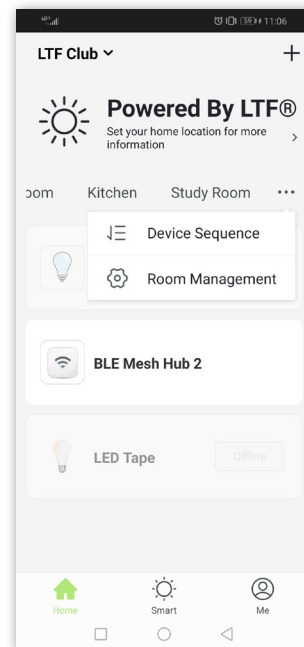 59 11:06
LTF Club
Powered By LTF®
Set your home location for more
information
oom Kitchen Study Room ...
Device Sequence
Room Management
BLE Mesh Hub 2
LED Tape Offline
Home Smart Me